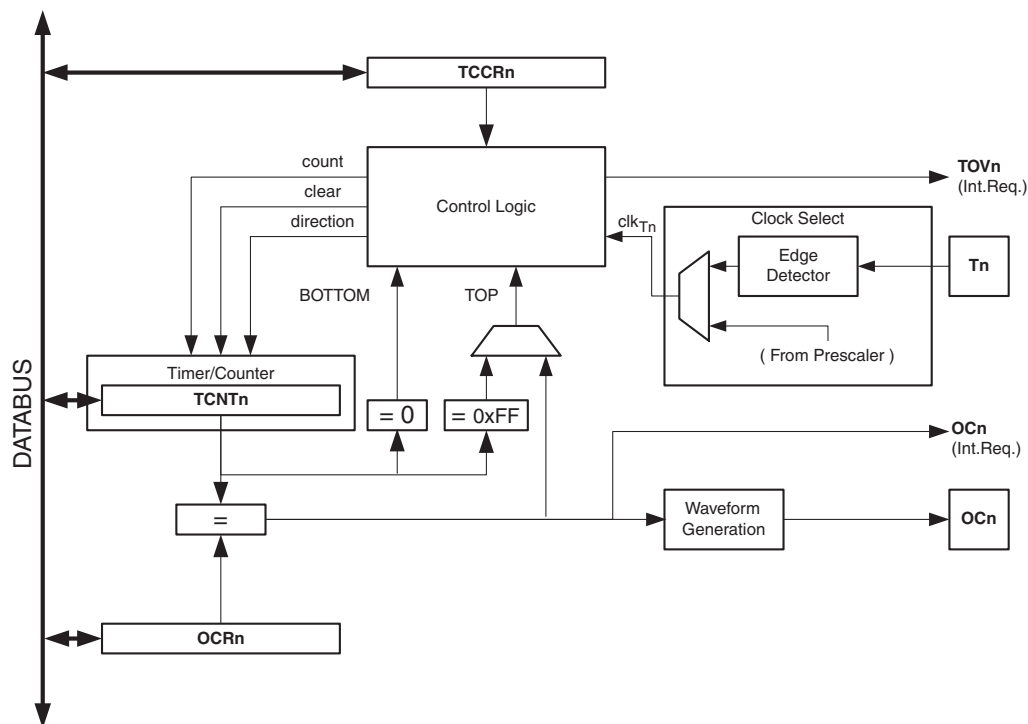 TCCRn
count
clear
direction
Control Logic
TOVn
(Int.Req.)
Clock Select
clkTn
Edge
Detector
Tn
( From Prescaler )
BOTTOM
TOP
Timer/Counter
TCNTn
= 0
= 0xFF
DATABUS
OCn
(Int.Req.)
=
Waveform
Generation
OCn
OCRn